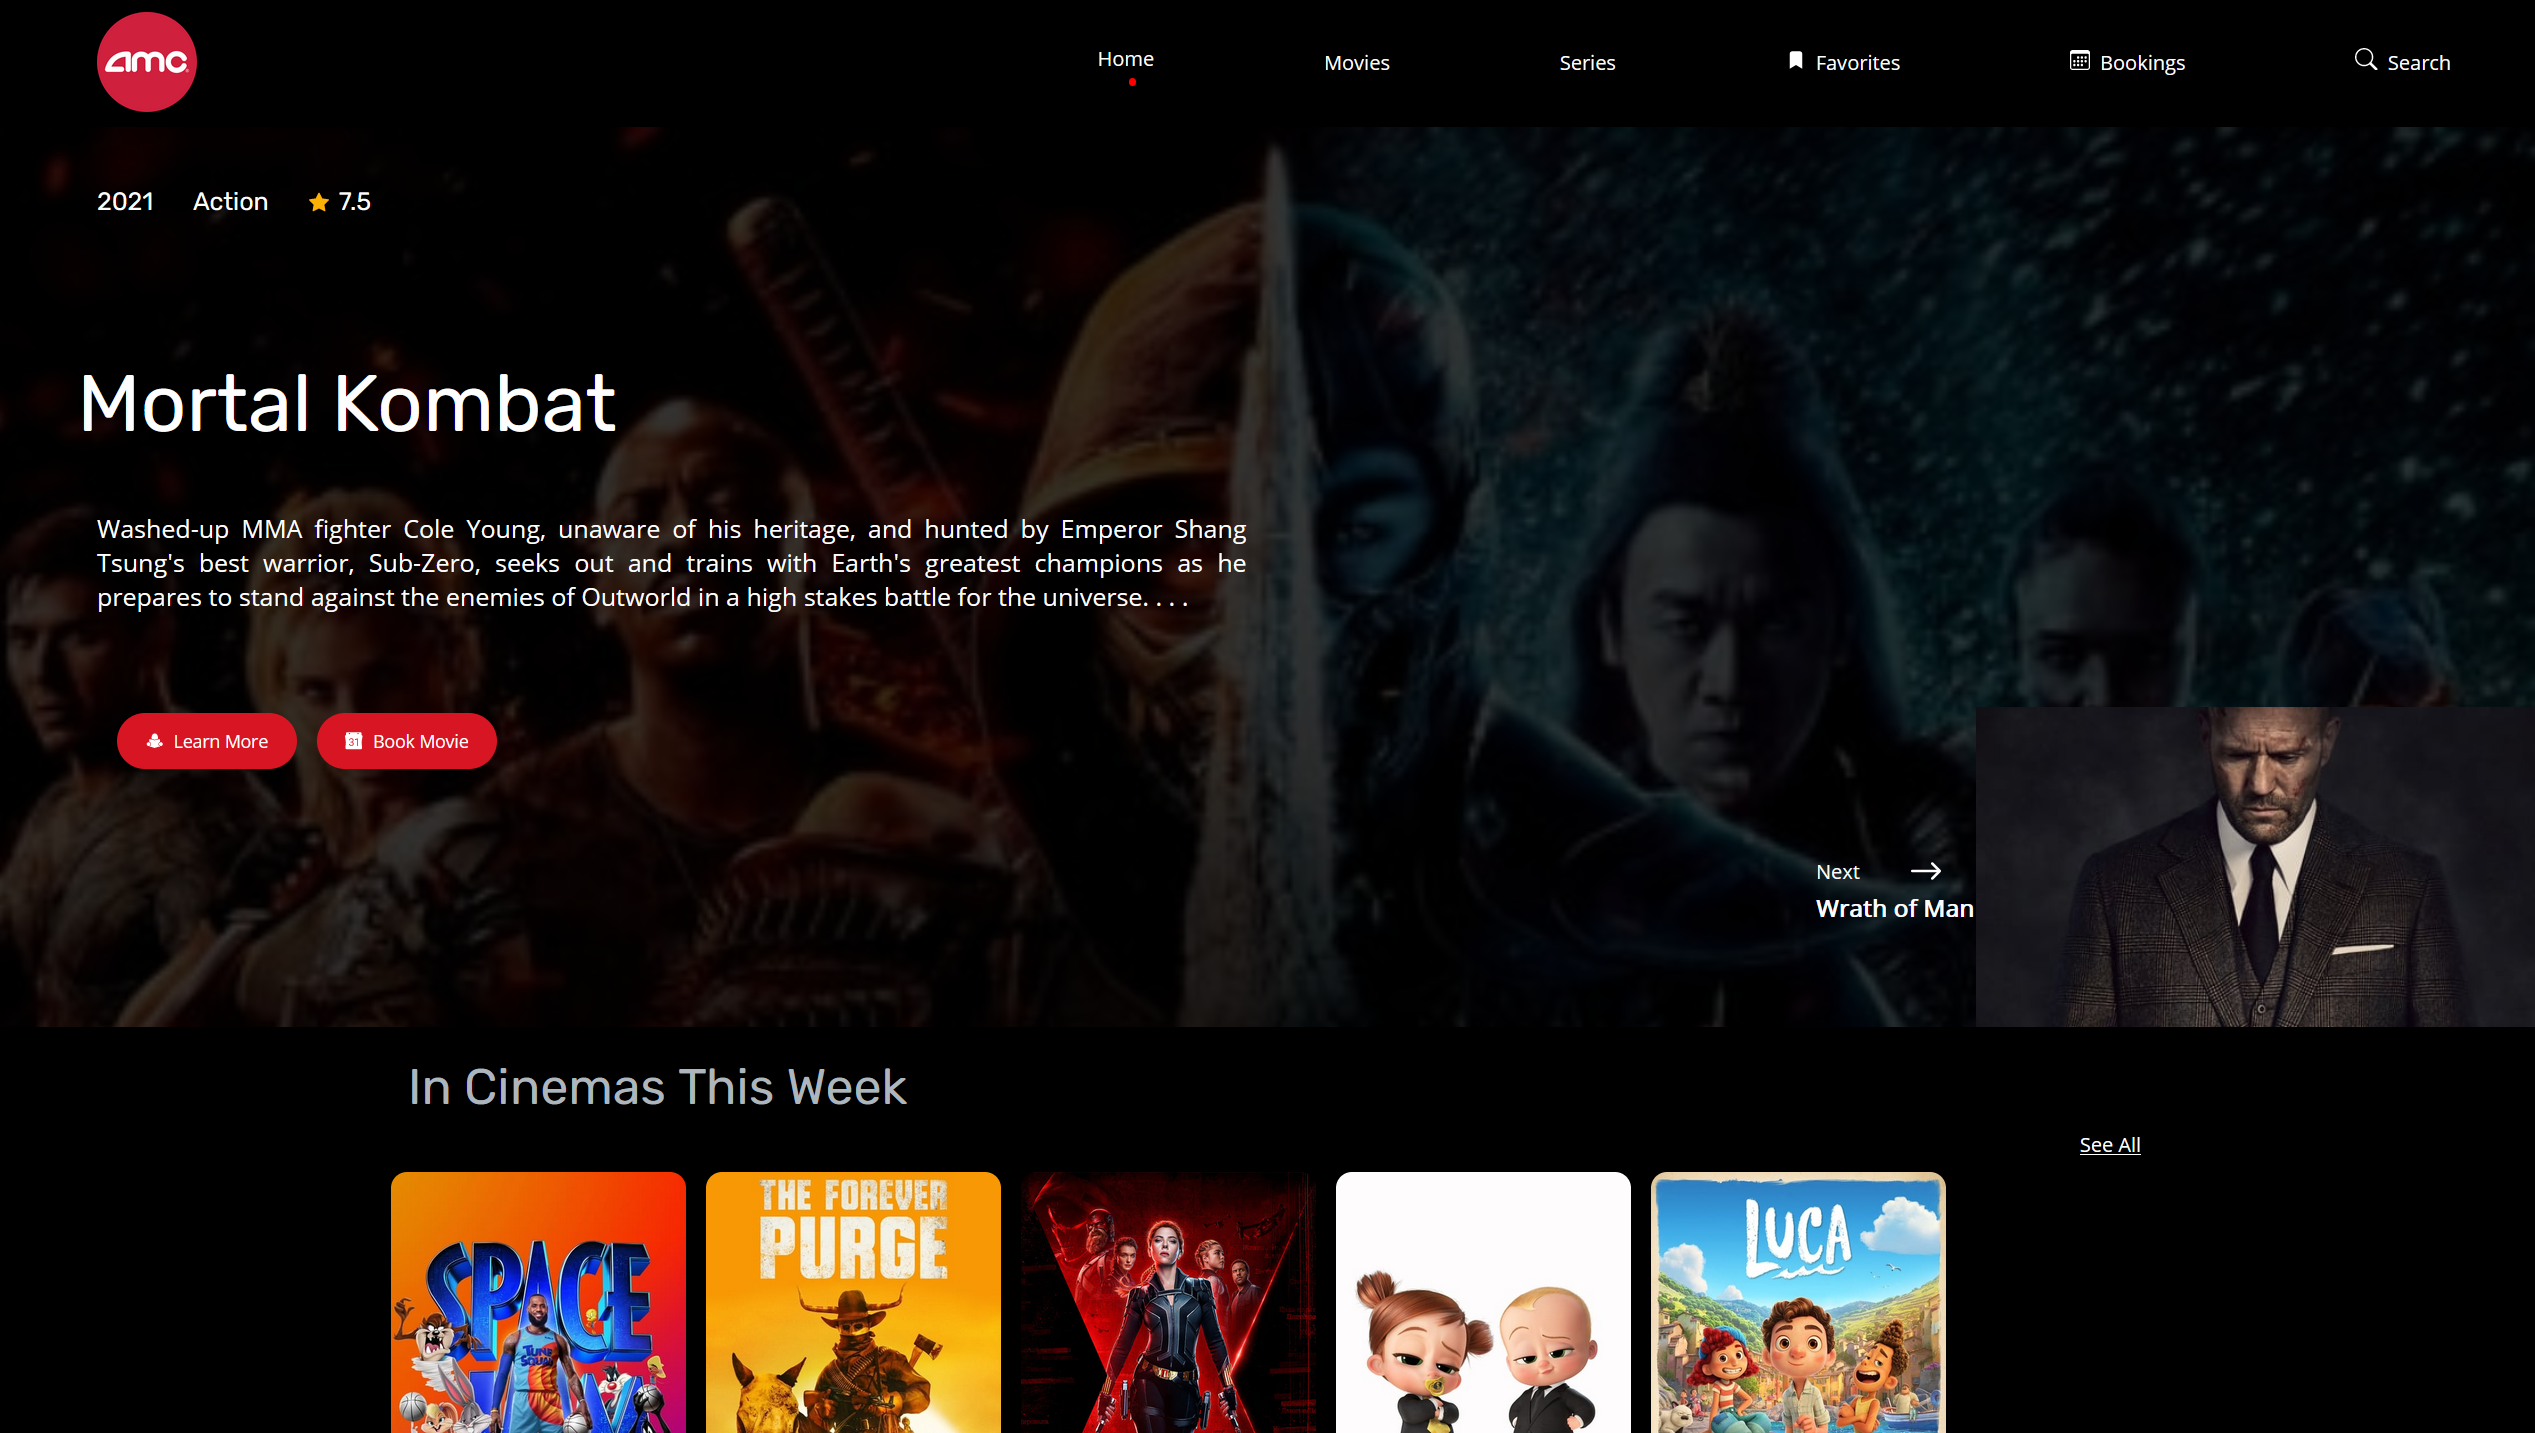 amc
Home
Movies
Series
Favorites
Bookings
Search
2021
Action
7.5
Mortal Kombat
Washed-up MMA fighter Cole Young, unaware of his heritage, and hunted by Emperor Shang
Tsung's best warrior, Sub-Zero, seeks out and trains with Earth's greatest champions as he
prepares to stand against the enemies of Outworld in a high stakes battle for the universe. . . .
Learn More
31
Book Movie
Next
Wrath of Man
In Cinemas This Week
See All
SPACE
TUNE
SQUAD
THE FOREVER
PURGE
LUCA